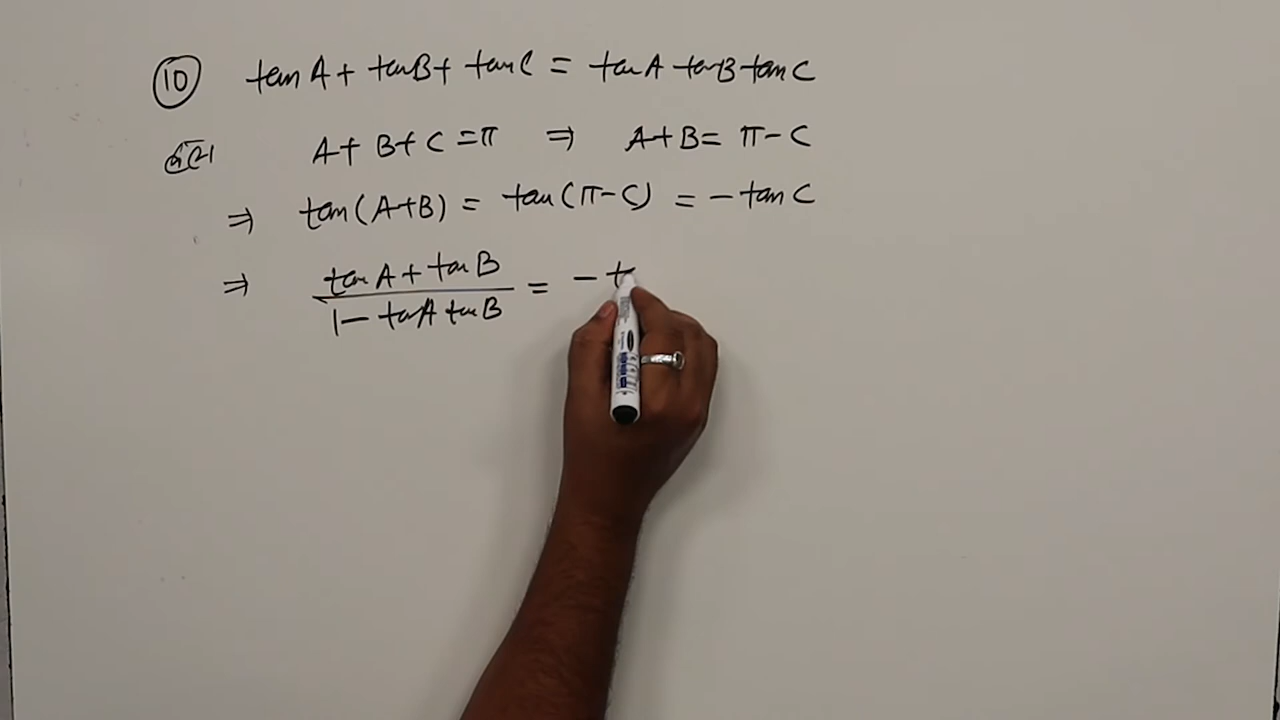 10 tan A + tan B + tan C = tan A tan B tan C
A + B + C = π ⇒ A + B = π - C
⇒ tan (A+B) = tan (π - C) = - tan C
⇒ (tan A + tan B) / (1 - tan A tan B) = - t